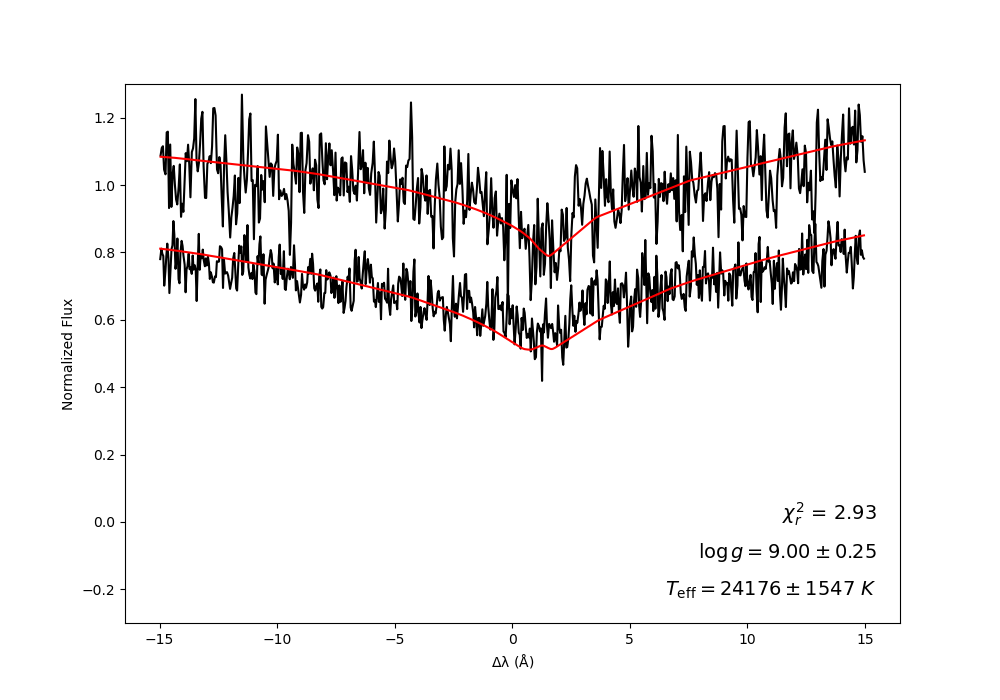 1.2
1.0
0.8
0.6
0.4
0.2
0.0
−0.2
Normalized Flux
−15 −10 −5 0 5 10 15
Δλ (Å)
χ²ᵣ = 2.93
log g = 9.00 ± 0.25
T_eff = 24176 ± 1547 K